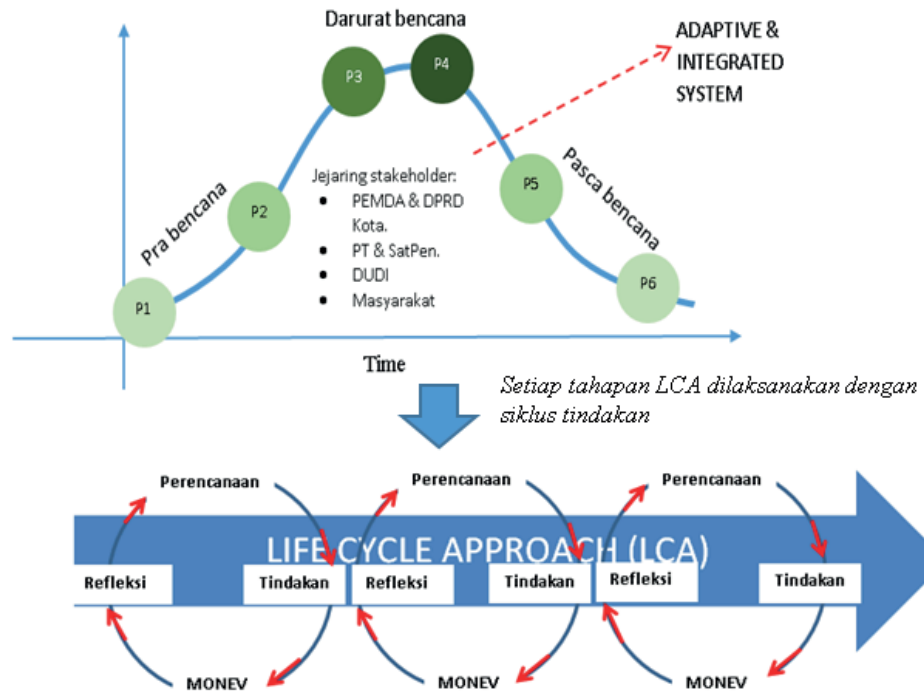 Darurat bencana
ADAPTIVE &
INTEGRATED
SYSTEM
P3
P4
Pra bencana
P2
P1
Jejaring stakeholder:
• PEMDA & DPRD
Kota.
• PT & SatPen.
• DUDI
• Masyarakat
P5
Pasca bencana
P6
Time
Setiap tahapan LCA dilaksanakan dengan
siklus tindakan
Perencanaan
Perencanaan
Perencanaan
LIFE CYCLE APPROACH (LCA)
Refleksi
Tindakan
Refleksi
Tindakan
Refleksi
Tindakan
MONEV
MONEV
MONEV